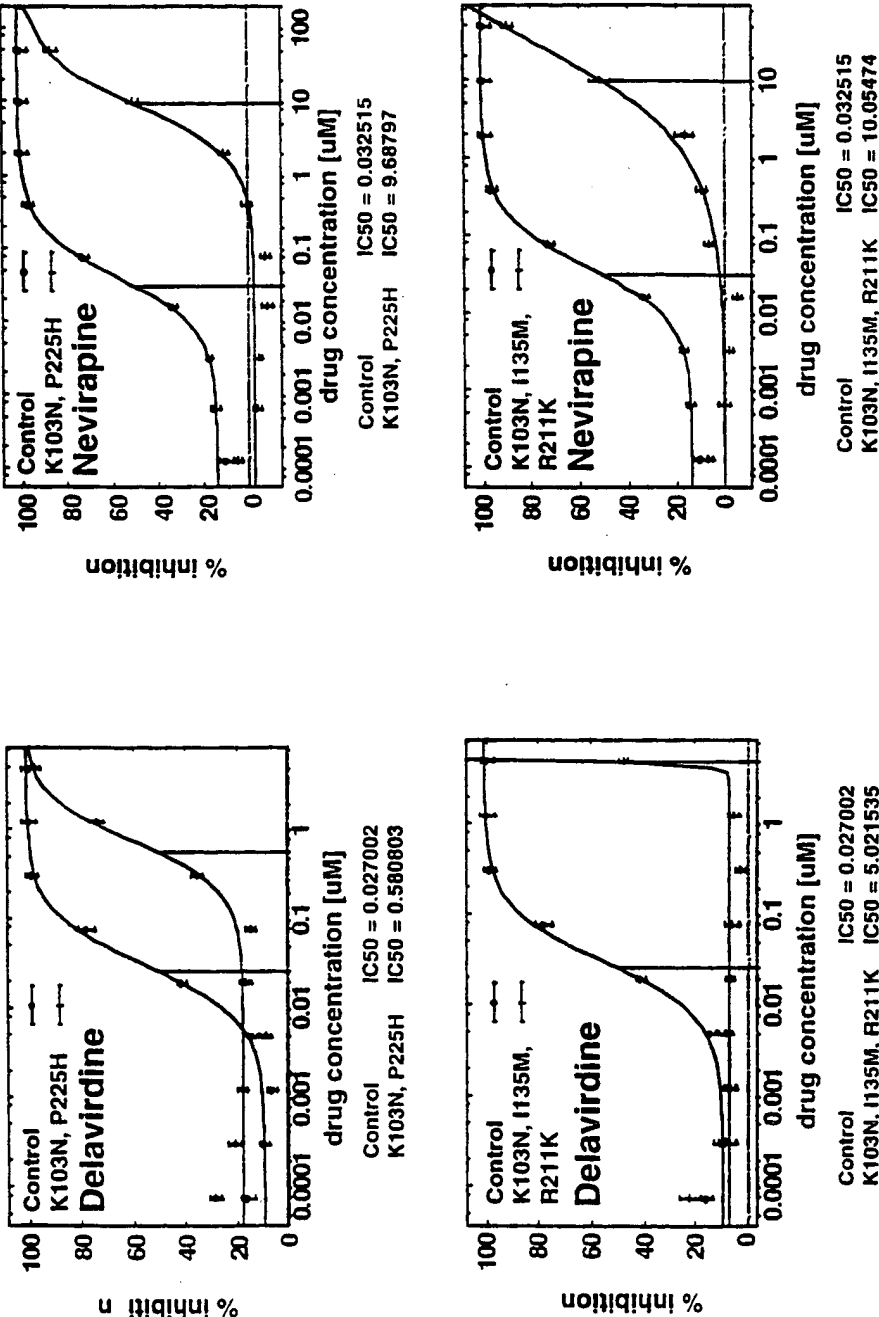 100
80
60
40
20
0
% inhibiti n
Control
K103N, P225H
Delavirdine
0.0001 0.001 0.01 0.1 1
drug concentration [uM]
Control IC50 = 0.027002
K103N, P225H IC50 = 0.580803
100
80
60
40
20
0
% inhibition
Control
K103N, P225H
Nevirapine
0.0001 0.001 0.01 0.1 1 10 100
drug concentration [uM]
Control IC50 = 0.032515
K103N, P225H IC50 = 9.68797
100
80
60
40
20
0
% inhibition
Control
K103N, I135M,
R211K
Delavirdine
0.0001 0.001 0.01 0.1 1
drug concentration [uM]
Control IC50 = 0.027002
K103N, I135M, R211K IC50 = 5.021535
100
80
60
40
20
0
% inhibition
Control
K103N, I135M,
R211K
Nevirapine
0.0001 0.001 0.01 0.1 1 10
drug concentration [uM]
Control IC50 = 0.032515
K103N, I135M, R211K IC50 = 10.05474